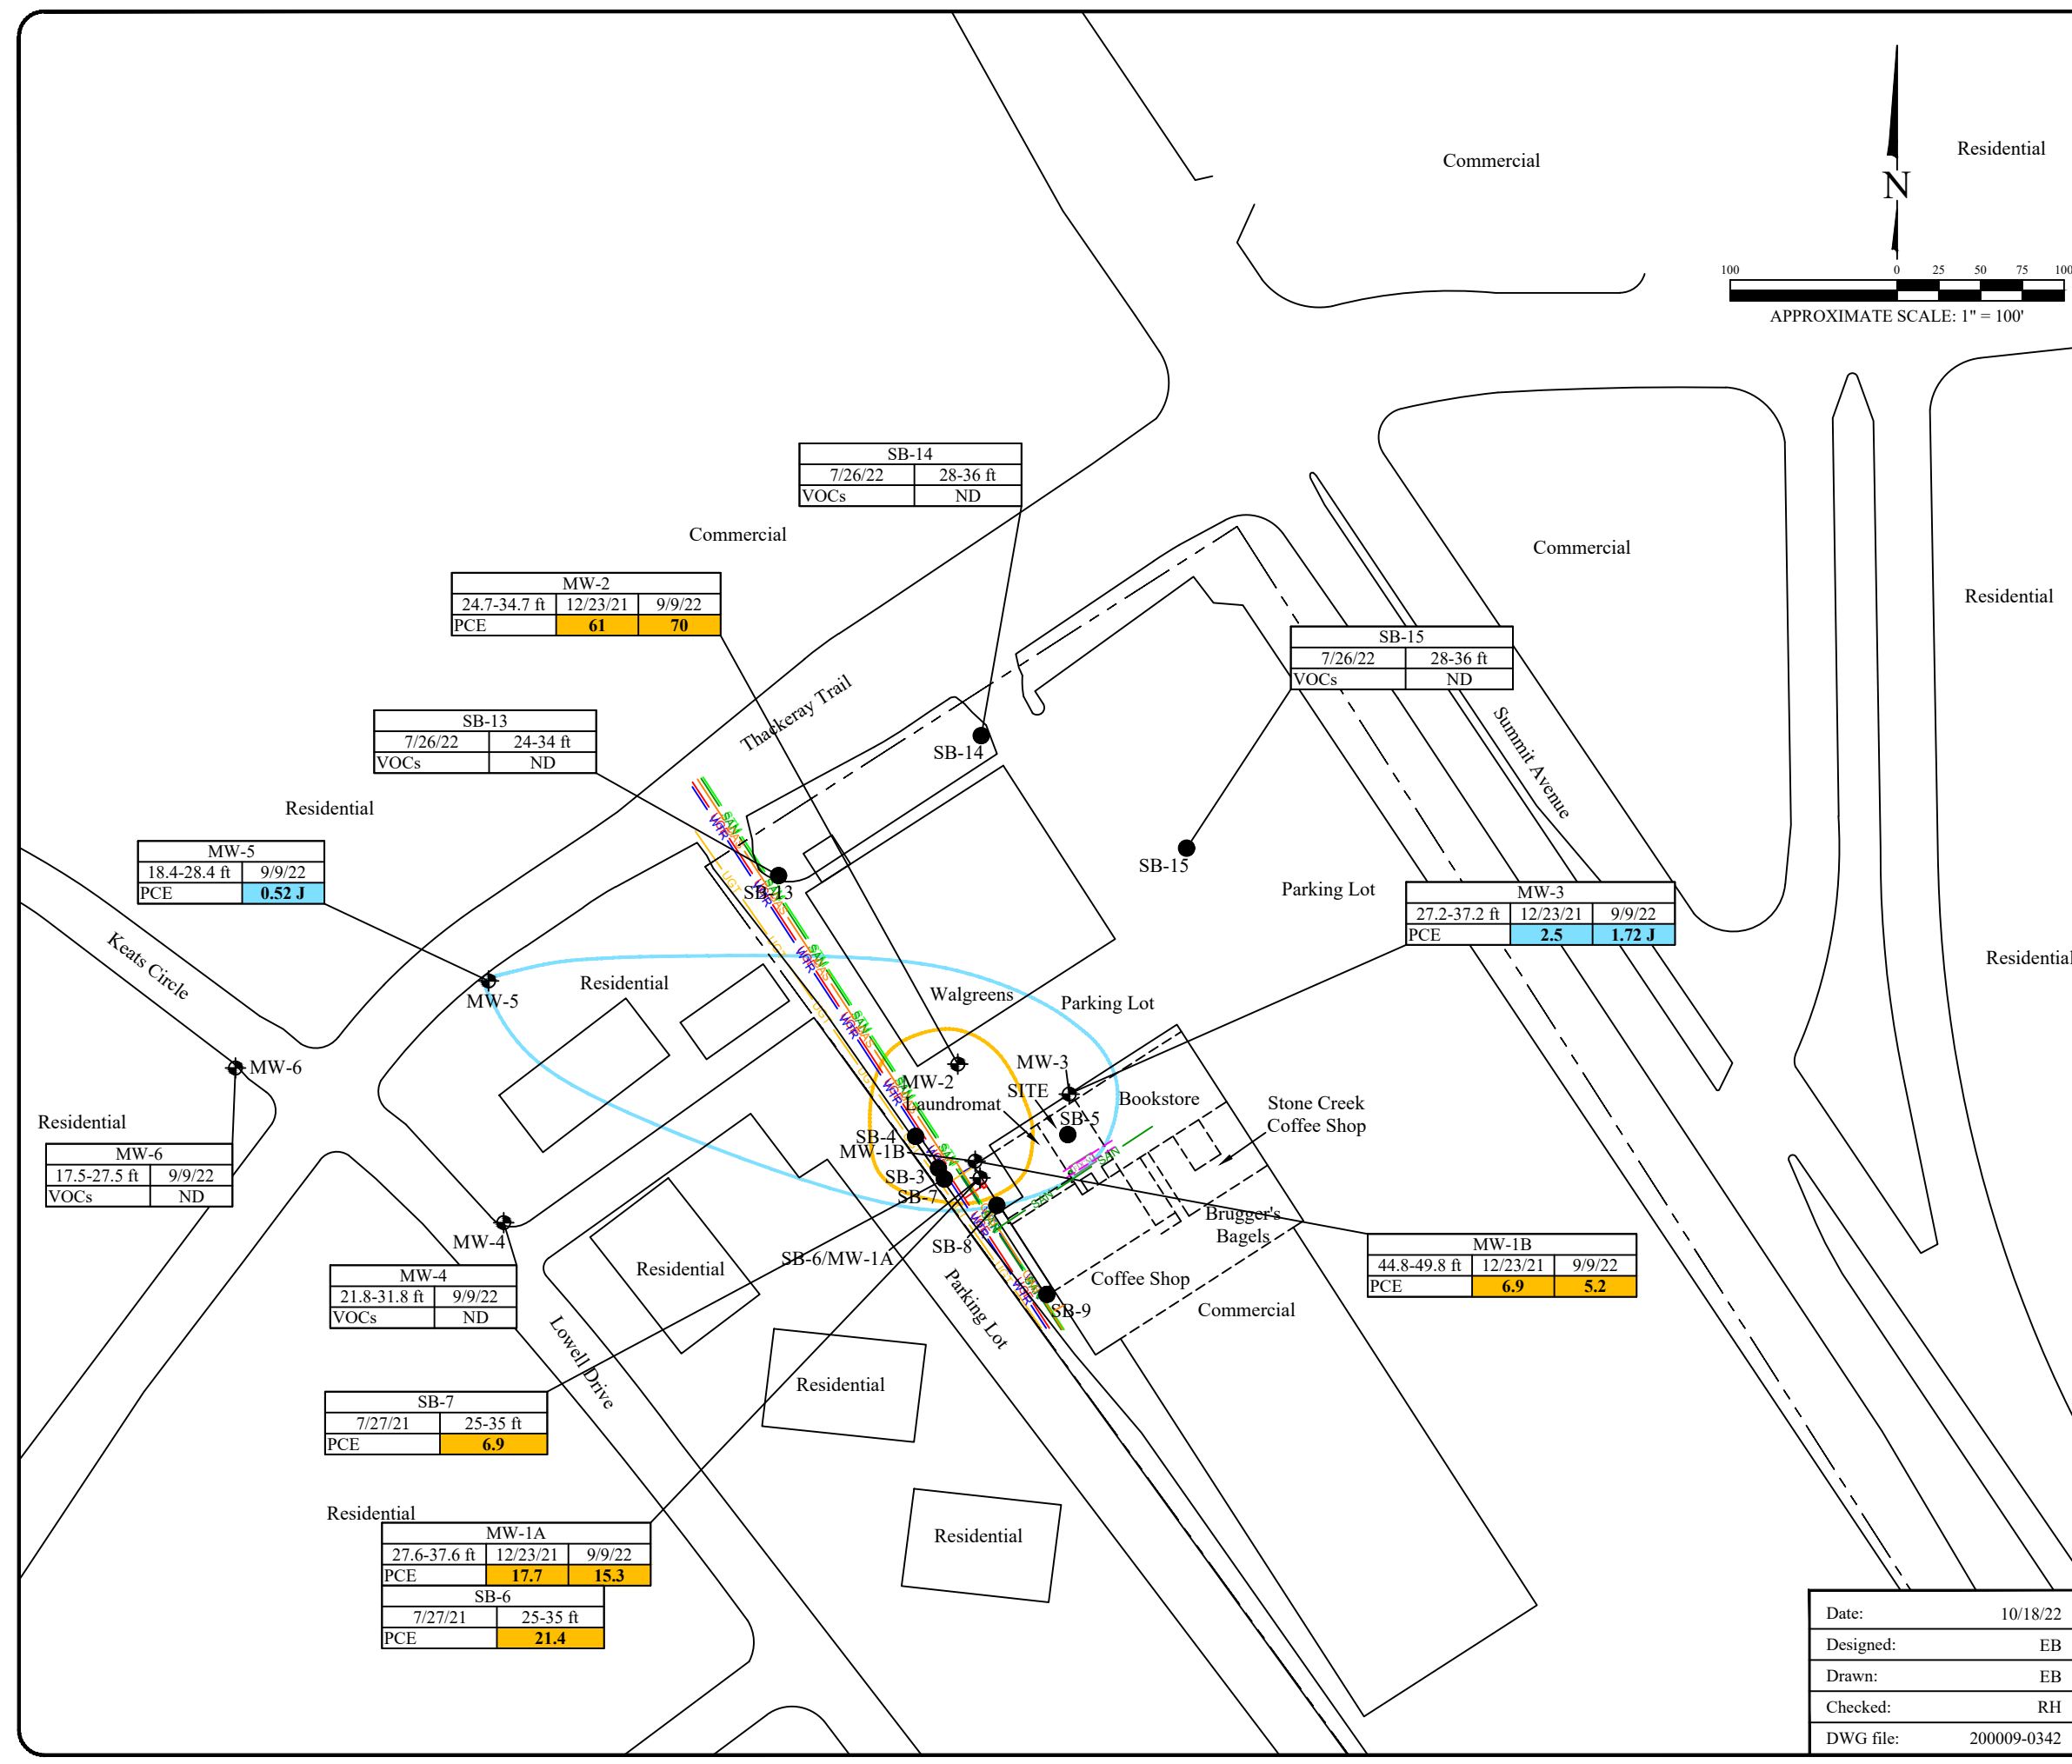 Commercial
Residential
N
100 0 25 50 75 100
APPROXIMATE SCALE: 1" = 100'
SB-14
7/26/22 28-36 ft
VOCs ND
Commercial
Commercial
MW-2
24.7-34.7 ft 12/23/21 9/9/22
PCE 61 70
Residential
SB-15
7/26/22 28-36 ft
VOCs ND
Thackeray Trail
Summit Avenue
SB-13
7/26/22 24-34 ft
VOCs ND
SB-14
Residential
MW-5
18.4-28.4 ft 9/9/22
PCE 0.52 J
SB-15
SB-13
Parking Lot
MW-3
27.2-37.2 ft 12/23/21 9/9/22
PCE 2.5 1.72 J
Keats Circle
Residential
Residential
MW-5
Walgreens
Parking Lot
MW-6
MW-3
MW-2
SITE
Laundromat
Bookstore
Stone Creek
Coffee Shop
SB-5
Residential
MW-6
17.5-27.5 ft 9/9/22
VOCs ND
SB-4
MW-1B
SB-3
SB-7
SAN
SAN
WTR
UGT
Brugger's
Bagels
MW-4
SB-8
SB-6/MW-1A
Residential
MW-1B
44.8-49.8 ft 12/23/21 9/9/22
PCE 6.9 5.2
MW-4
21.8-31.8 ft 9/9/22
VOCs ND
Coffee Shop
SB-9
Commercial
Parking Lot
Lowell Drive
Residential
SB-7
7/27/21 25-35 ft
PCE 6.9
Residential
MW-1A
27.6-37.6 ft 12/23/21 9/9/22
PCE 17.7 15.3
SB-6
7/27/21 25-35 ft
PCE 21.4
Residential
Date: 10/18/22
Designed: EB
Drawn: EB
Checked: RH
DWG file: 200009-0342